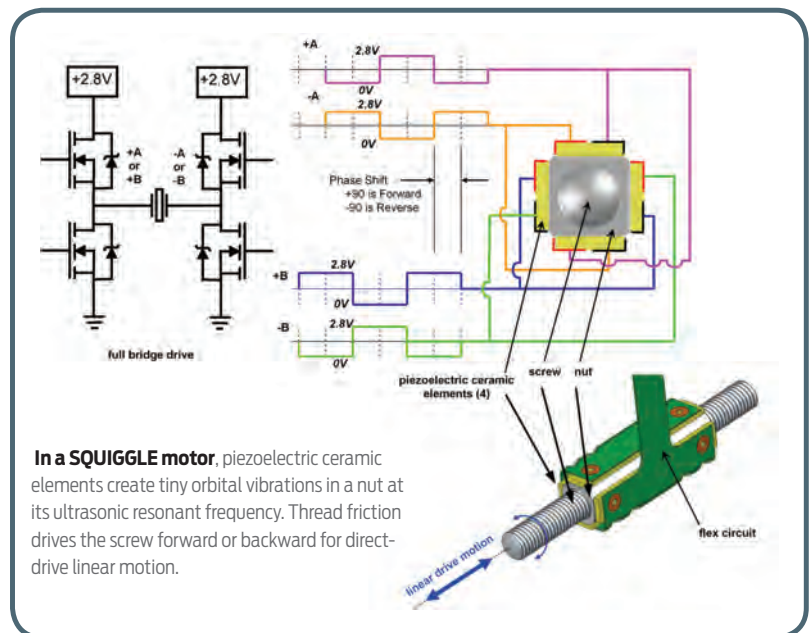 +2.8V
+2.8V
+A
or
+B
-A
or
-B
full bridge drive
+A
2.8V
0V
-A
2.8V
0V
Phase Shift
+90 is Forward
-90 is Reverse
+B
2.8V
0V
-B
2.8V
0V
piezoelectric ceramic
elements (4)
screw
nut
flex circuit
linear drive motion
In a SQUIGGLE motor, piezoelectric ceramic
elements create tiny orbital vibrations in a nut at
its ultrasonic resonant frequency. Thread friction
drives the screw forward or backward for direct-
drive linear motion.